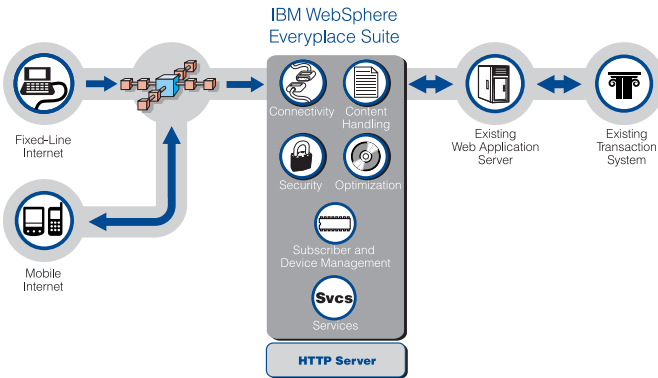 IBM WebSphere
Everyplace Suite
Fixed-Line
Internet
Mobile
Internet
Connectivity
Content
Handling
Security
Optimization
Subscriber and
Device Management
Svcs
Services
HTTP Server
Existing
Web Application
Server
Existing
Transaction
System